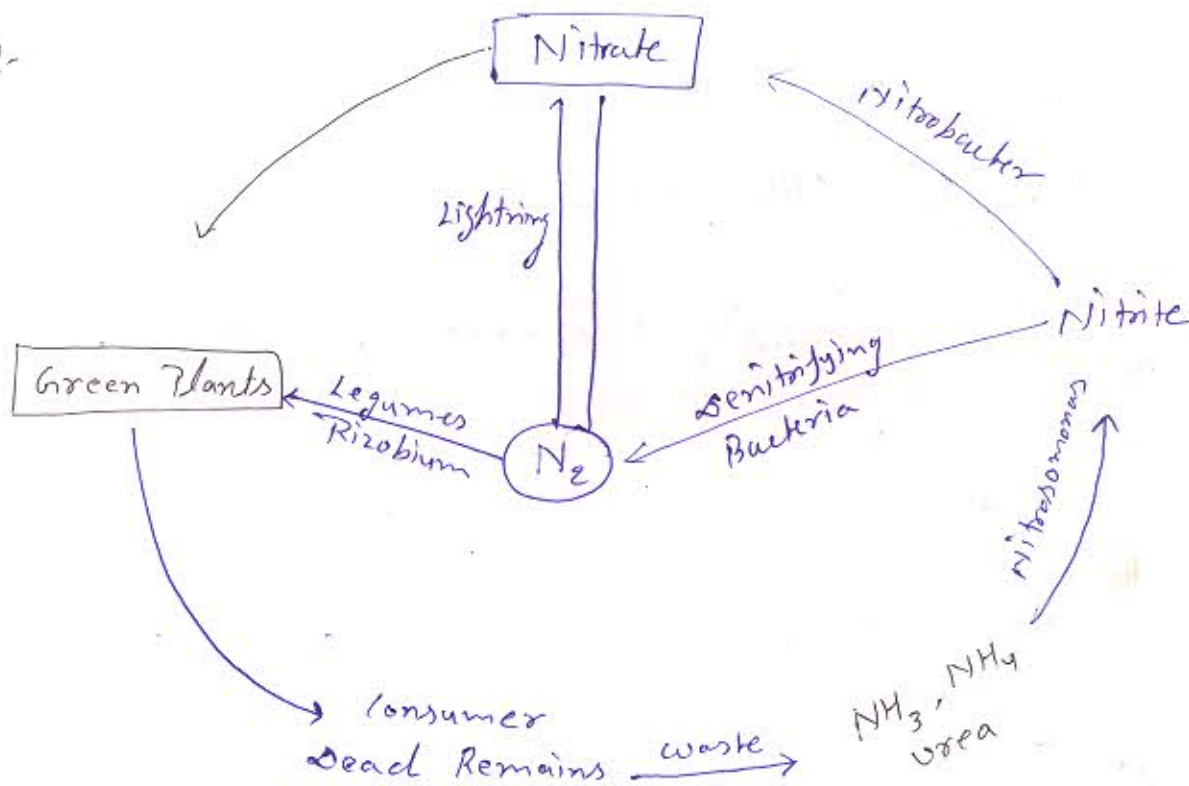 Nitrate
Nitrobacter
Lightning
Nitrite
Green Plants
Legumes
Rizobium
N2
Denitrifying
Bacteria
Nitrosomonas
Consumer
Dead Remains
waste
NH3, NH4
urea